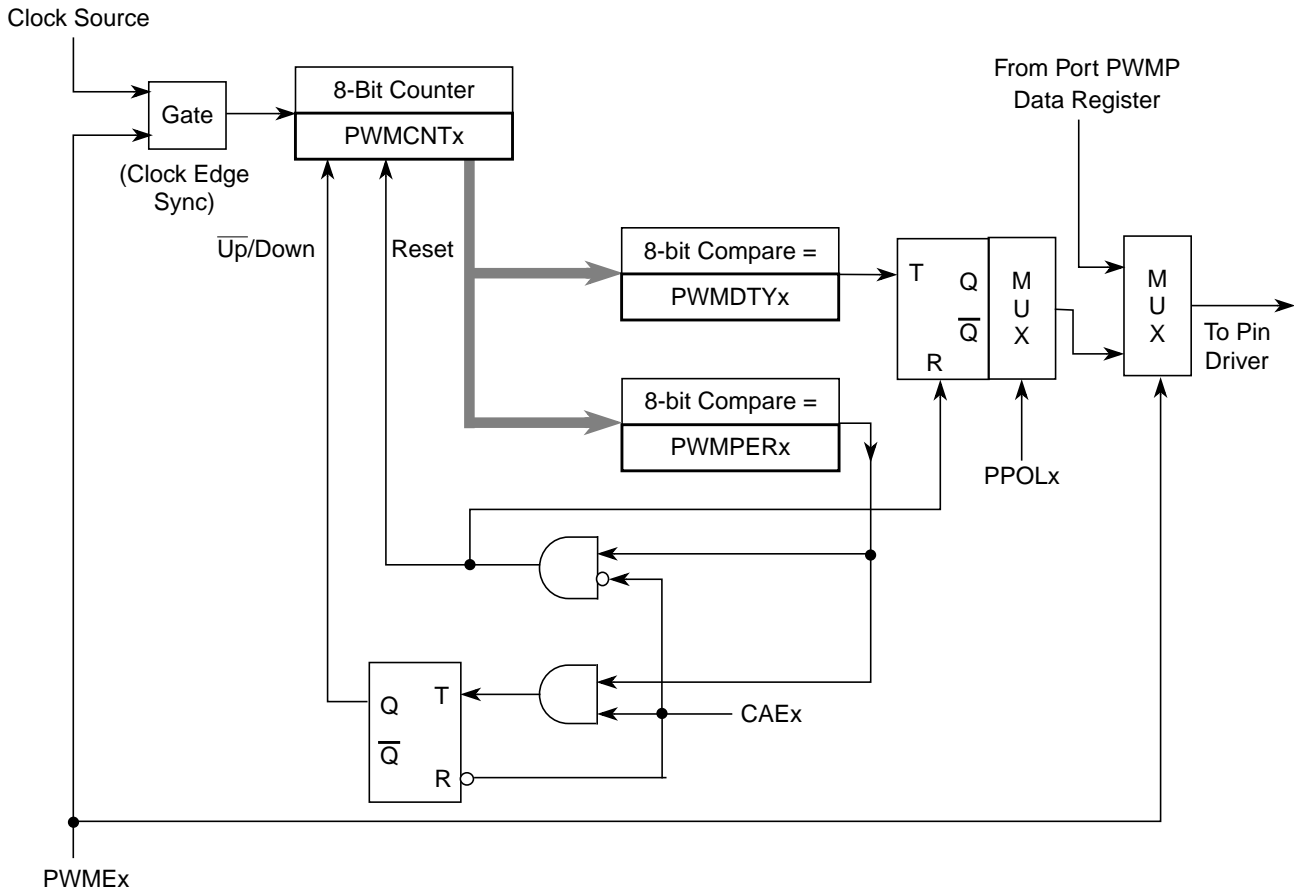 Clock Source
From Port PWMP
Data Register
8-Bit Counter
Gate
PWMCNTx
(Clock Edge
Sync)
U̅p̅/Down
Reset
8-bit Compare =
PWMDTYx
T
Q
Q̅
R
M
U
X
M
U
X
To Pin
Driver
8-bit Compare =
PWMPERx
PPOLx
Q
T
Q̅
R
CAEx
PWMEx